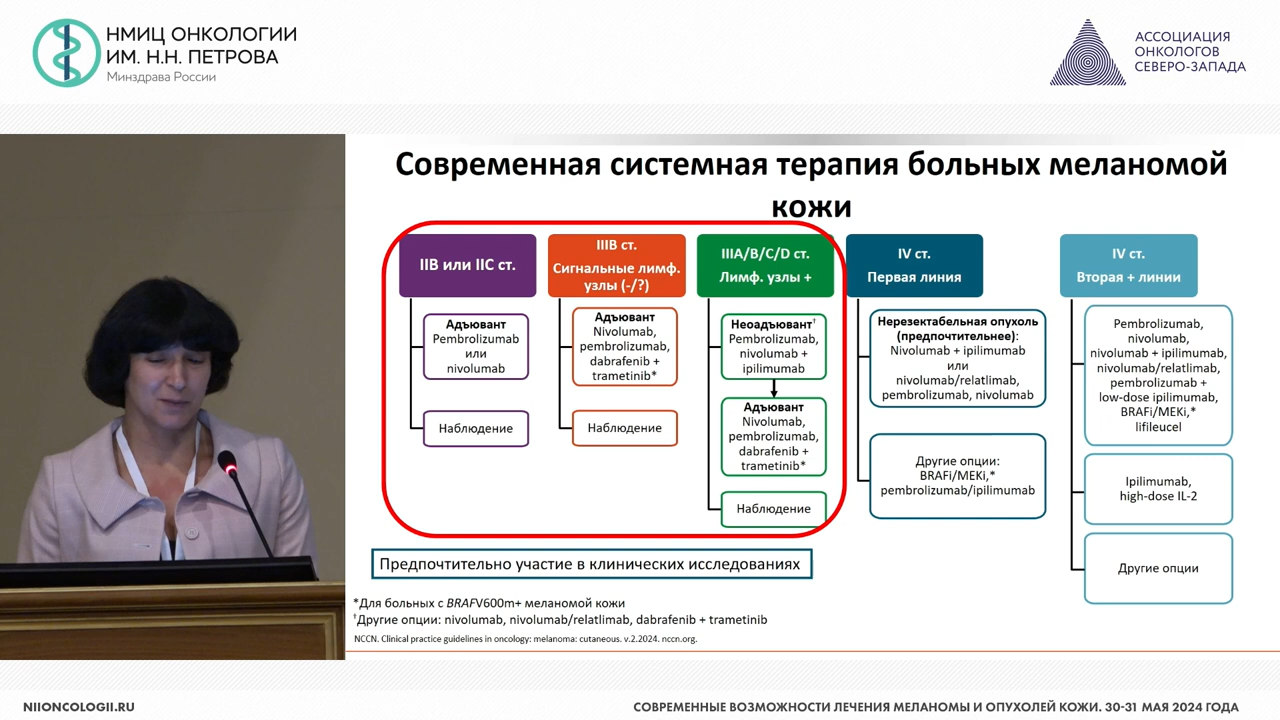 НМИЦ ОНКОЛОГИИ
ИМ. Н.Н. ПЕТРОВА
Минздрава России
АССОЦИАЦИЯ
ОНКОЛОГОВ
СЕВЕРО-ЗАПАДА
Современная системная терапия больных меланомой
кожи
IIB или IIC ст.
Адъювант
Pembrolizumab
или
nivolumab
Наблюдение
IIIB ст.
Сигнальные лимф.
узлы (-/?)
Адъювант
Nivolumab,
pembrolizumab,
dabrafenib +
trametinib*
Наблюдение
IIIA/B/C/D ст.
Лимф. узлы +
Неоадъювант†
Pembrolizumab,
nivolumab +
ipilimumab
Адъювант
Nivolumab,
pembrolizumab,
dabrafenib +
trametinib*
Наблюдение
IV ст.
Первая линия
Нерезектабельная опухоль
(предпочтительнее):
Nivolumab + ipilimumab
или
nivolumab/relatlimab,
pembrolizumab, nivolumab
Другие опции:
BRAFi/MEKi,*
pembrolizumab/ipilimumab
IV ст.
Вторая + линии
Pembrolizumab,
nivolumab,
nivolumab + ipilimumab,
nivolumab/relatlimab,
pembrolizumab +
low-dose ipilimumab,
BRAFi/MEKi,*
lifileucel
Ipilimumab,
high-dose IL-2
Другие опции
Предпочтительно участие в клинических исследованиях
*Для больных с BRAFV600m+ меланомой кожи
†Другие опции: nivolumab, nivolumab/relatlimab, dabrafenib + trametinib
NCCN. Clinical practice guidelines in oncology: melanoma: cutaneous. v.2.2024. nccn.org.
NIIONCOLOGII.RU
СОВРЕМЕННЫЕ ВОЗМОЖНОСТИ ЛЕЧЕНИЯ МЕЛАНОМЫ И ОПУХОЛЕЙ КОЖИ. 30-31 МАЯ 2024 ГОДА